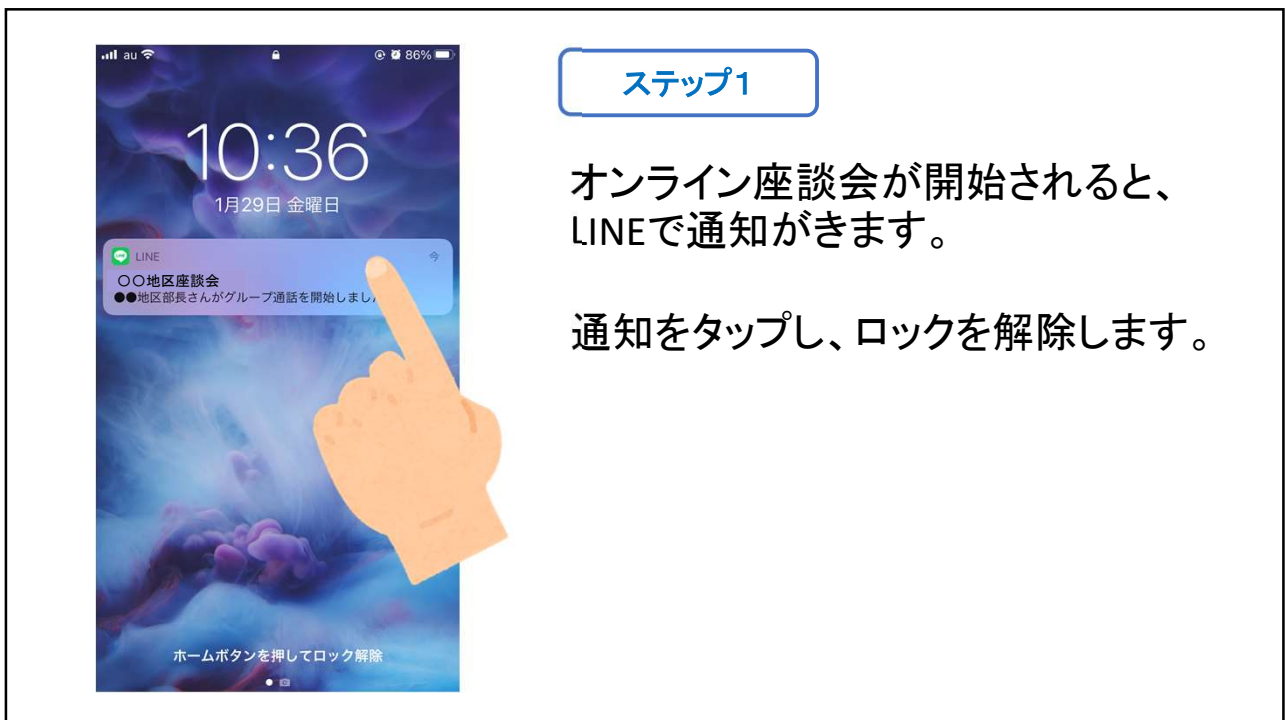 au
86%
10:36
1月29日 金曜日
LINE
今
〇〇地区座談会
●●地区部長さんがグループ通話を開始しまし
ホームボタンを押してロック解除
ステップ1
オンライン座談会が開始されると、
LINEで通知がきます。
通知をタップし、ロックを解除します。